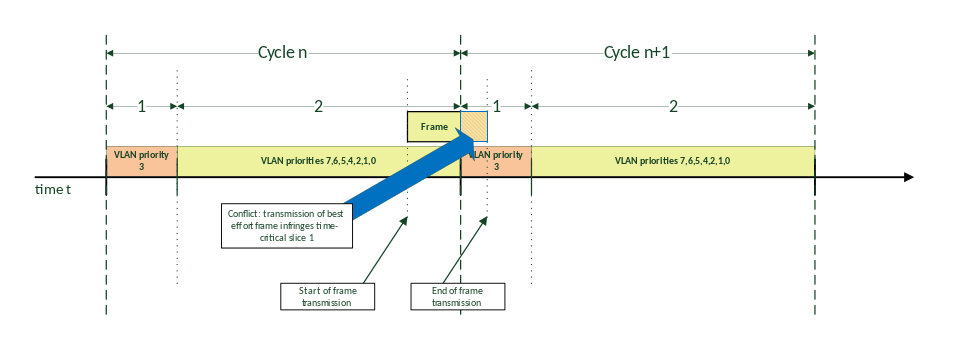 Cycle n
Cycle n+1
1
2
1
2
Frame
VLAN priority
3
VLAN priorities 7,6,5,4,2,1,0
VLAN priority
3
VLAN priorities 7,6,5,4,2,1,0
time t
Conflict: transmission of best
effort frame infringes time-
critical slice 1
Start of frame
transmission
End of frame
transmission